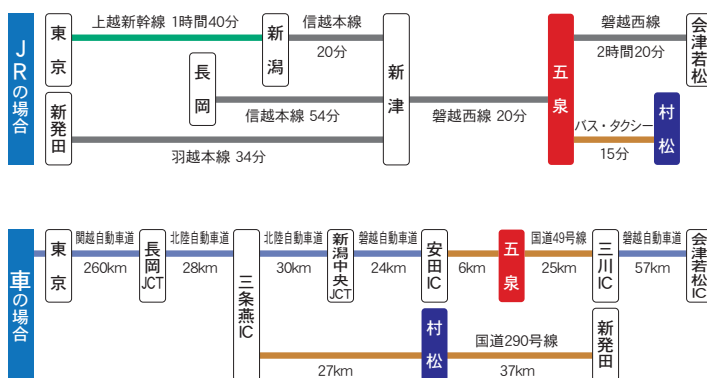 JRの場合
東京
上越新幹線 1時間40分
新潟
信越本線
20分
新津
長岡
信越本線 54分
新発田
羽越本線 34分
磐越西線 20分
五泉
磐越西線
2時間20分
会津若松
バス・タクシー
15分
村松
車の場合
東京
関越自動車道
260km
長岡JCT
北陸自動車道
28km
三条燕IC
北陸自動車道
30km
新潟中央JCT
磐越自動車道
24km
安田IC
6km
五泉
国道49号線
25km
三川IC
磐越自動車道
57km
会津若松IC
27km
村松
国道290号線
37km
新発田